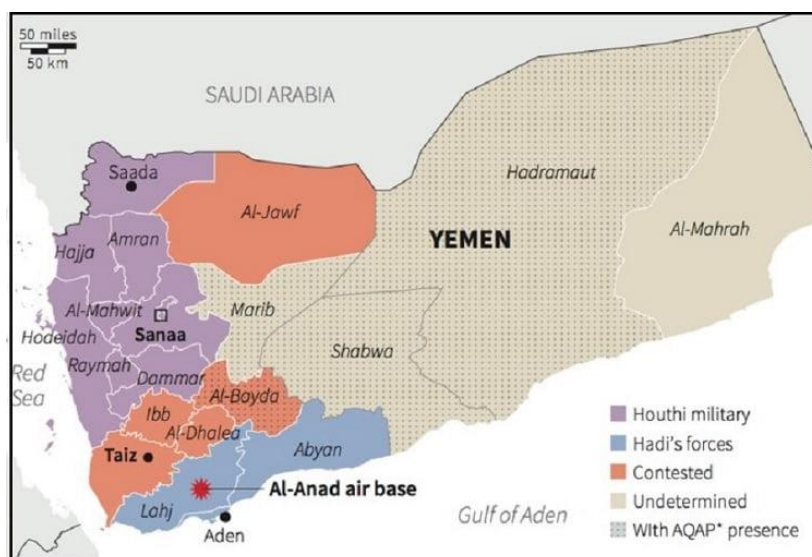 50 miles
50 km
SAUDI ARABIA
Saada
Hadramaut
Al-Jawf
YEMEN
Al-Mahrah
Hajja
Amran
Al-Mahwit
Marib
Sanaa
Hodeidah
Shabwa
Raymah
Dammar
Red
Sea
Al-Bayda
Ibb
Al-Dhalea
Taiz
Abyan
Al-Anad air base
Lahj
Aden
Gulf of Aden
Houthi military
Hadi's forces
Contested
Undetermined
WIth AQAP* presence